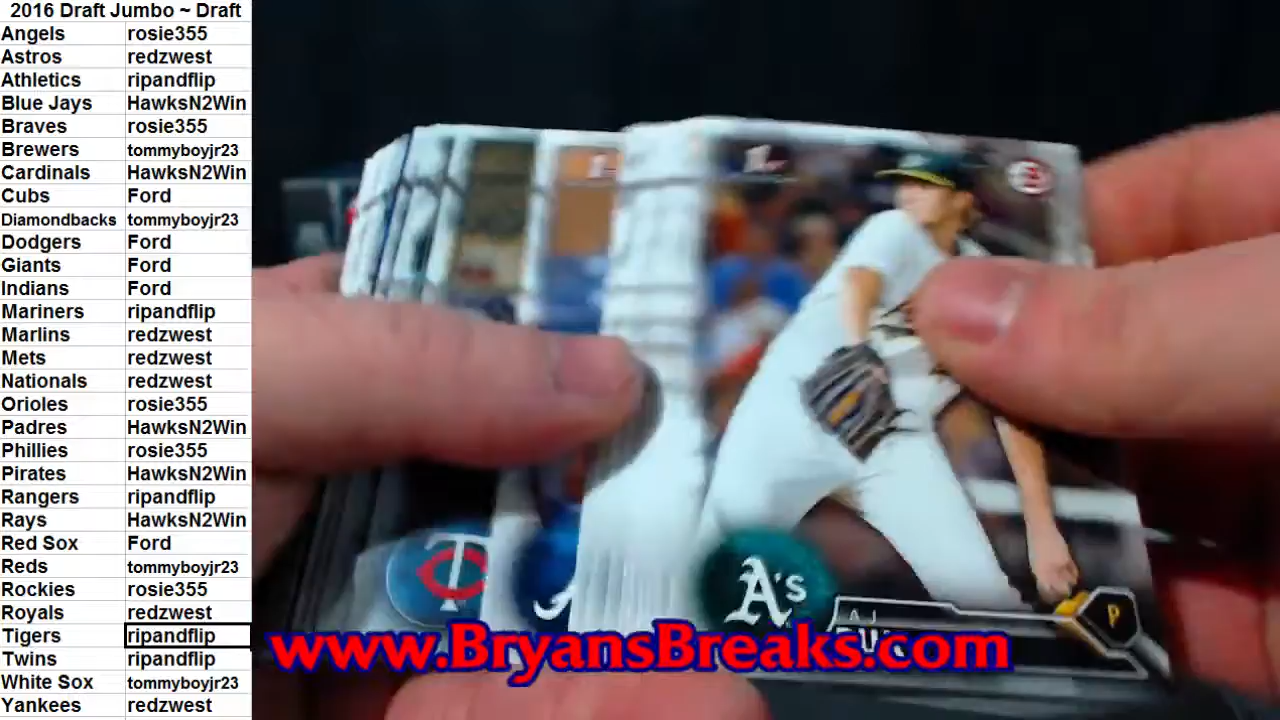 2016 Draft Jumbo ~ Draft
Angels rosie355
Astros redzwest
Athletics ripandflip
Blue Jays HawksN2Win
Braves rosie355
Brewers tommyboyjr23
Cardinals HawksN2Win
Cubs Ford
Diamondbacks tommyboyjr23
Dodgers Ford
Giants Ford
Indians Ford
Mariners ripandflip
Marlins redzwest
Mets redzwest
Nationals redzwest
Orioles rosie355
Padres HawksN2Win
Phillies rosie355
Pirates HawksN2Win
Rangers ripandflip
Rays HawksN2Win
Red Sox Ford
Reds tommyboyjr23
Rockies rosie355
Royals redzwest
Tigers ripandflip
Twins ripandflip
White Sox tommyboyjr23
Yankees redzwest
A's
A.J.
P
www.BryansBreaks.com